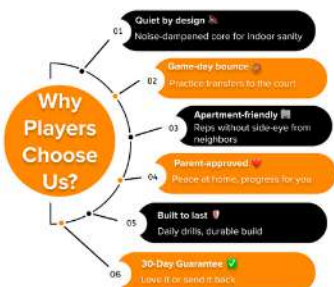 Why
Players
Choose
Us?
01
Quiet by design
Noise-dampened core for indoor sanity
02
Game-day bounce
Practice transfers to the court
03
Apartment-friendly
Reps without side-eye from
neighbors
04
Parent-approved
Peace at home, progress for you
05
Built to last
Daily drills, durable build
06
30-Day Guarantee ✅
Love it or send it back